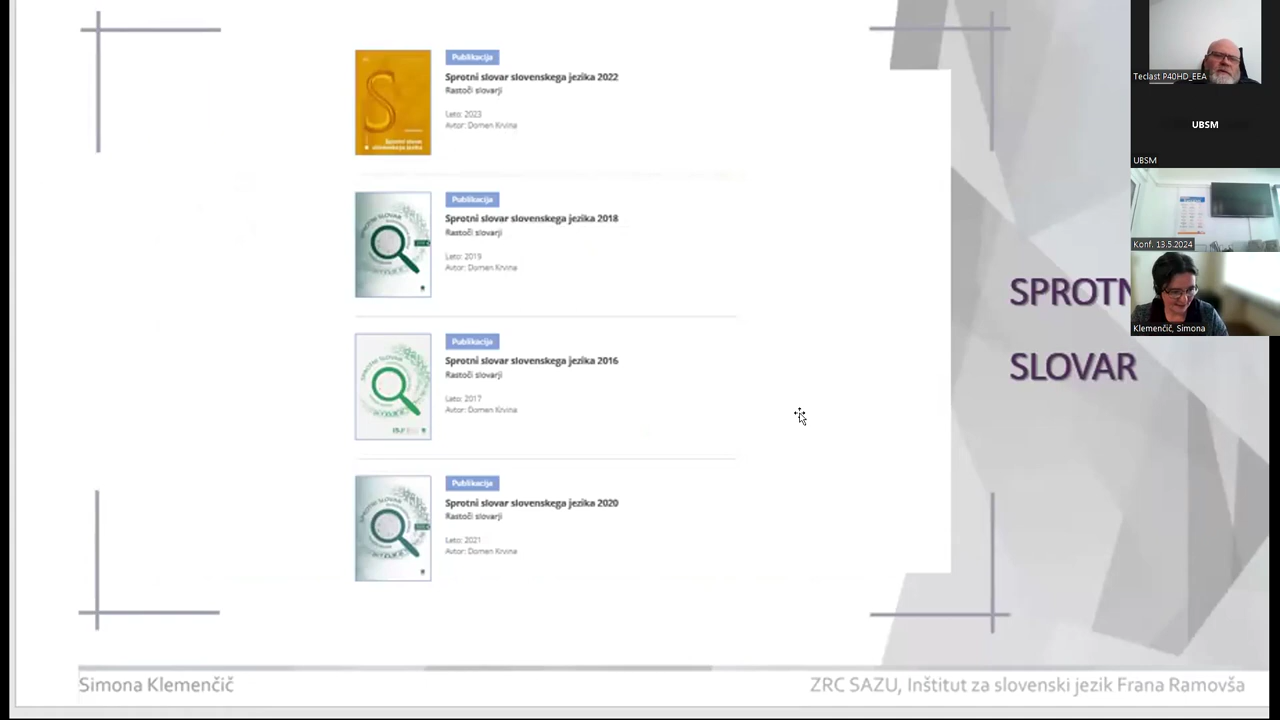 Publikacija
Sprotni slovar slovenskega jezika 2022
Rastoči slovarji
Leto: 2023
Avtor: Domen Krvina
Publikacija
Sprotni slovar slovenskega jezika 2018
Rastoči slovarji
Leto: 2019
Avtor: Domen Krvina
Publikacija
Sprotni slovar slovenskega jezika 2016
Rastoči slovarji
Leto: 2017
Avtor: Domen Krvina
Publikacija
Sprotni slovar slovenskega jezika 2020
Rastoči slovarji
Leto: 2021
Avtor: Domen Krvina
SPROTN
SLOVAR
Teclast P40HD_EEA
UBSM
UBSM
Konf. 13.5.2024
Klemenčič, Simona
Simona Klemenčič
ZRC SAZU, Inštitut za slovenski jezik Frana Ramovša